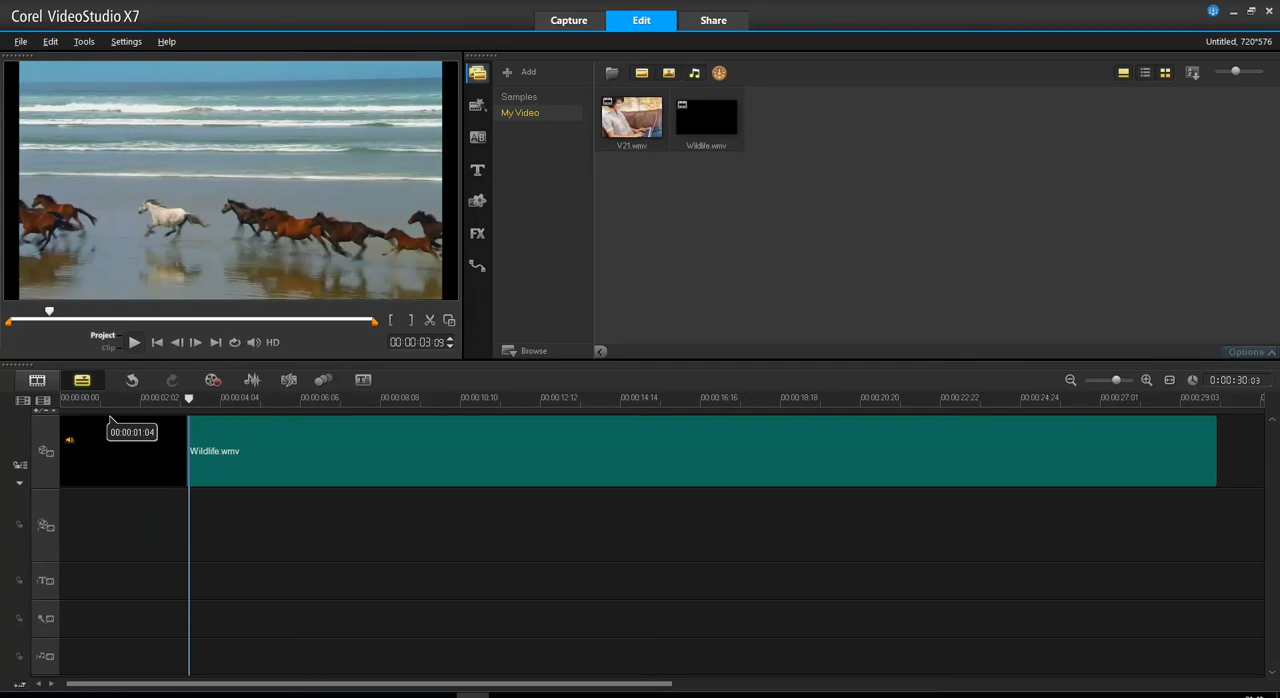 Corel VideoStudio X7
Capture
Edit
Share
File Edit Tools Settings Help
Untitled, 720*576
Add
Samples
My Video
V21.wmv
Wildlife.wmv
Project
Clip
HD
00:00:03:09
Browse
Options
0:00:30:03
00:00:00:00 00:00:02:02 00:00:04:04 00:00:06:06 00:00:08:08 00:00:10:10 00:00:12:12 00:00:14:14 00:00:16:16 00:00:18:18 00:00:20:20 00:00:22:22 00:00:24:24 00:00:27:01 00:00:29:03
00:00:01:04
Wildlife.wmv